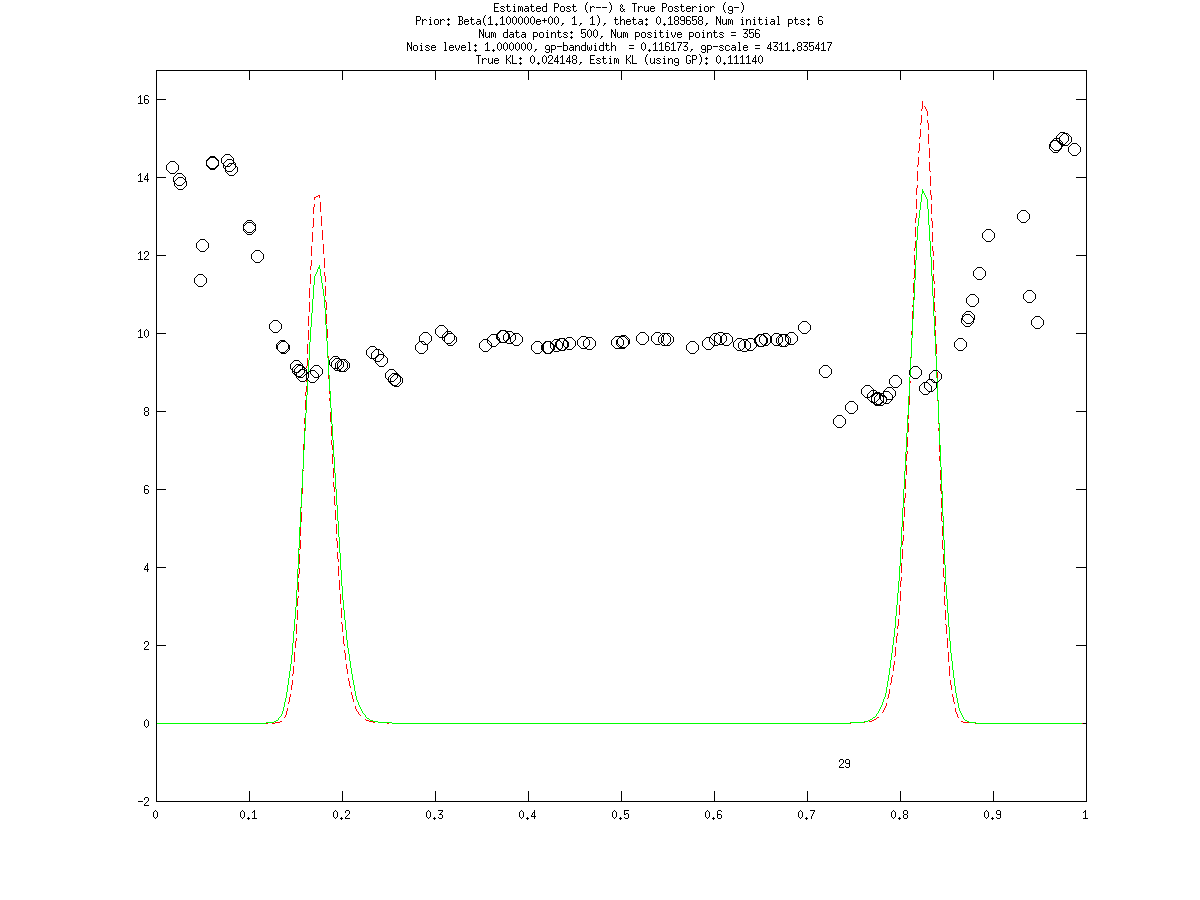 Estimated Post (r--) & True Posterior (g-)
Prior: Beta(1.100000e+00, 1, 1), theta: 0.189658, Num initial pts: 6
Num data points: 500, Num positive points = 356
Noise level: 1.000000, gp-bandwidth  = 0.116173, gp-scale = 4311.835417
True KL: 0.024148, Estim KL (using GP): 0.111140
16
14
12
10
8
6
4
2
0
29
-2
0 0.1 0.2 0.3 0.4 0.5 0.6 0.7 0.8 0.9 1